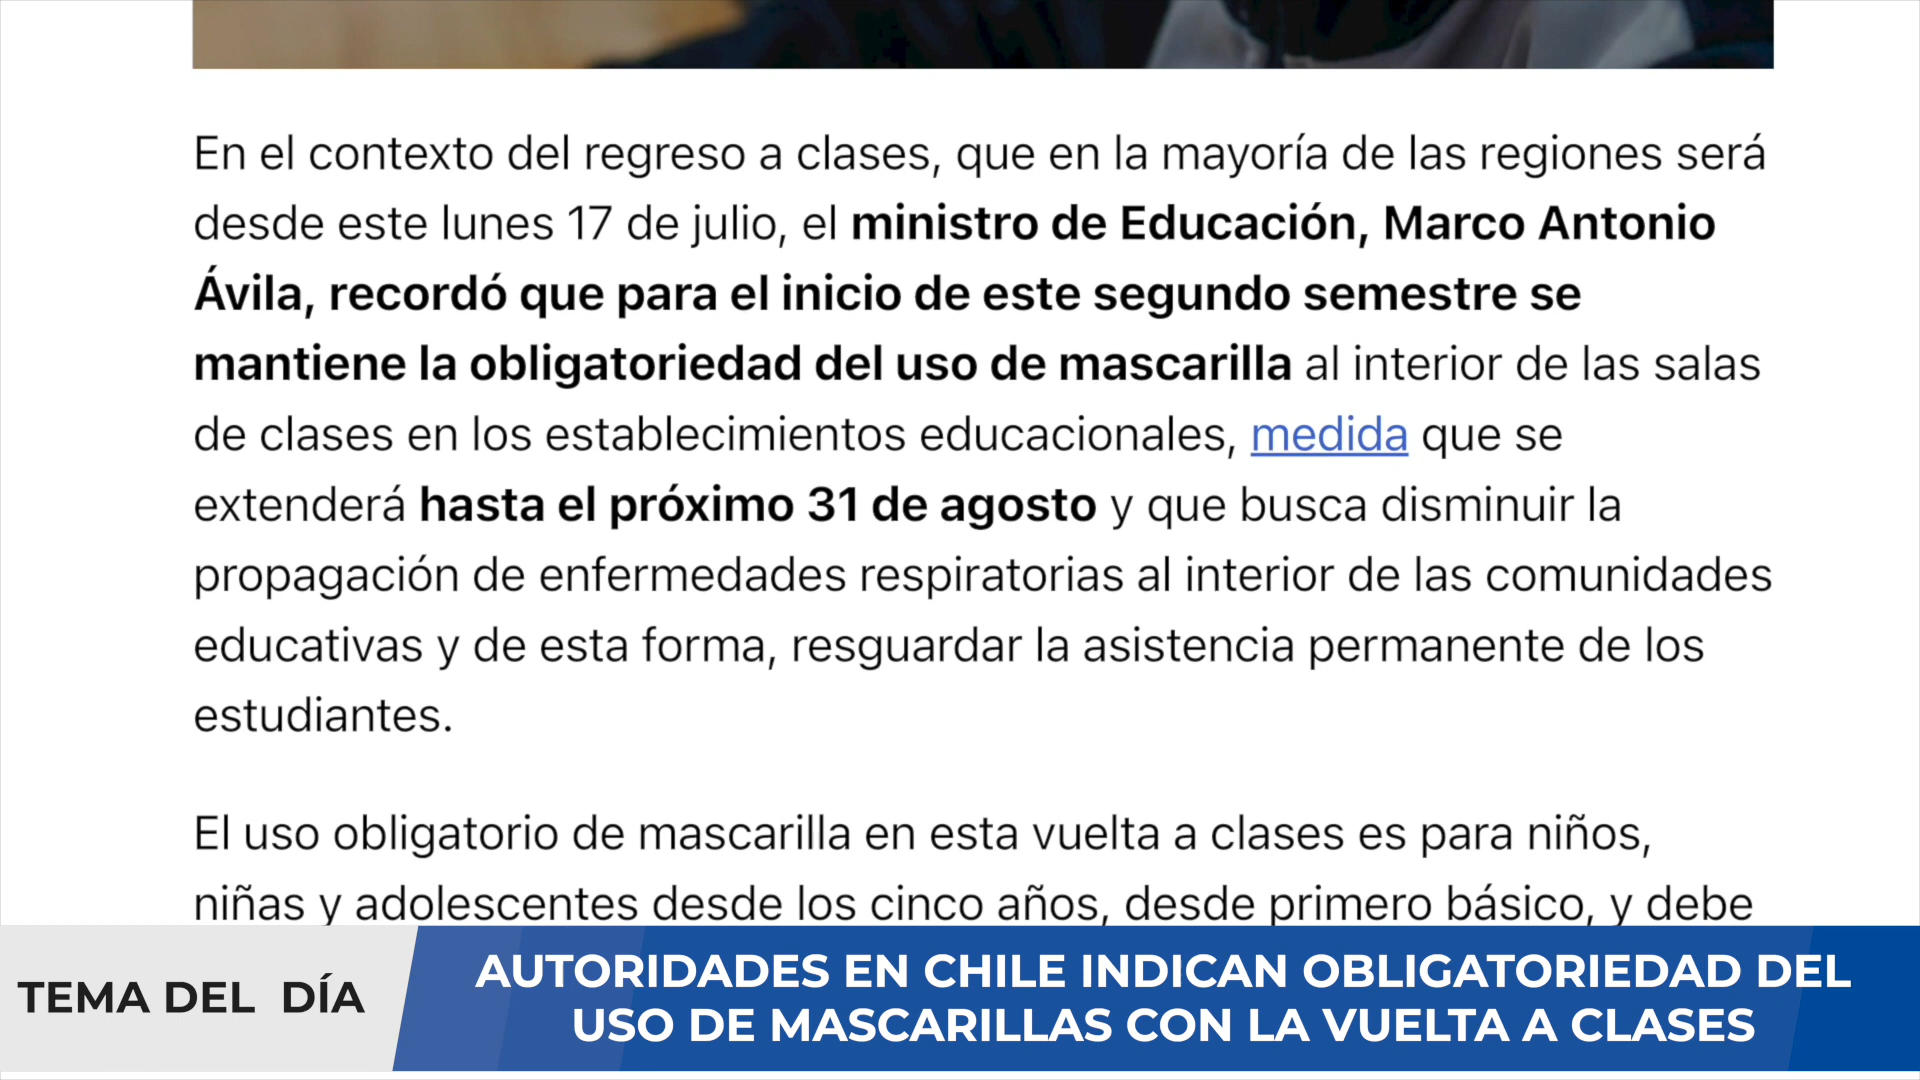 En el contexto del regreso a clases, que en la mayoría de las regiones será
desde este lunes 17 de julio, el ministro de Educación, Marco Antonio
Ávila, recordó que para el inicio de este segundo semestre se
mantiene la obligatoriedad del uso de mascarilla al interior de las salas
de clases en los establecimientos educacionales, medida que se
extenderá hasta el próximo 31 de agosto y que busca disminuir la
propagación de enfermedades respiratorias al interior de las comunidades
educativas y de esta forma, resguardar la asistencia permanente de los
estudiantes.
El uso obligatorio de mascarilla en esta vuelta a clases es para niños,
niñas y adolescentes desde los cinco años, desde primero básico, y debe
TEMA DEL DÍA
AUTORIDADES EN CHILE INDICAN OBLIGATORIEDAD DEL
USO DE MASCARILLAS CON LA VUELTA A CLASES